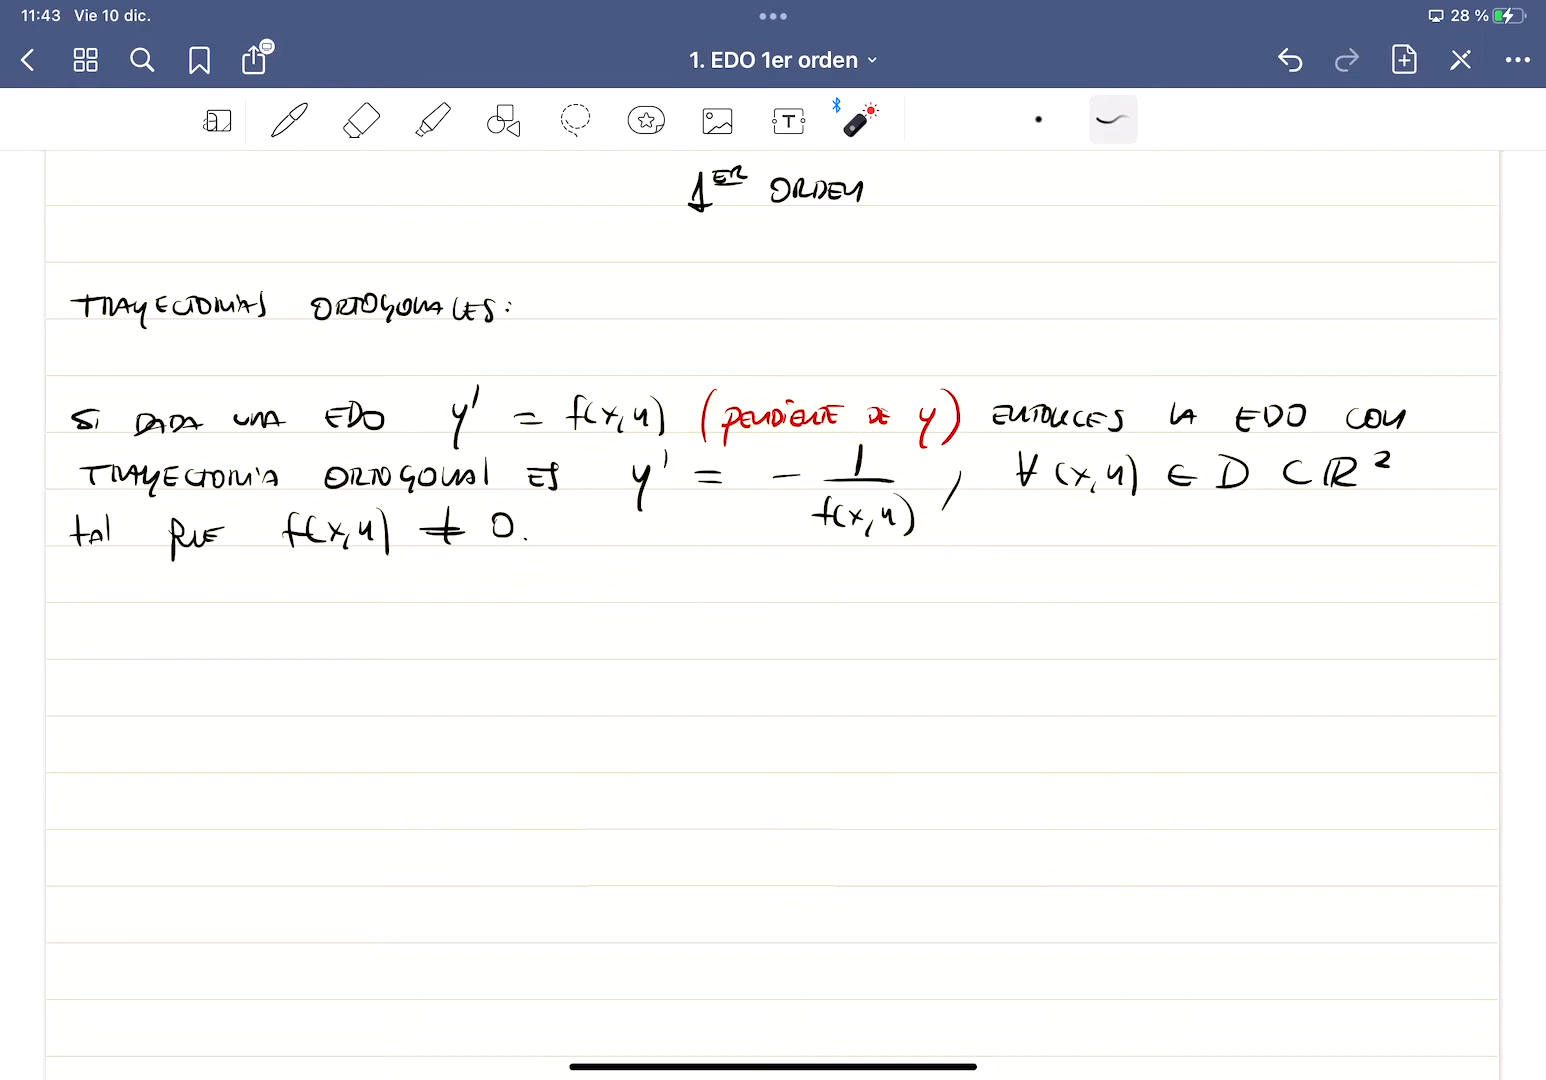 11:43 Vie 10 dic.
28 %
1. EDO 1er orden
T
1ER ORDEN
TRAYECTORIAS ORTOGONALES:
SI DADA UNA EDO y' = f(x,y) (PENDIENTE DE y) ENTONCES LA EDO CON
TRAYECTORIA ORTOGONAL ES y' = - 1/f(x,y), ∀ (x,y) ∈ D ⊂ ℝ²
tal QUE f(x,y) ≠ 0.